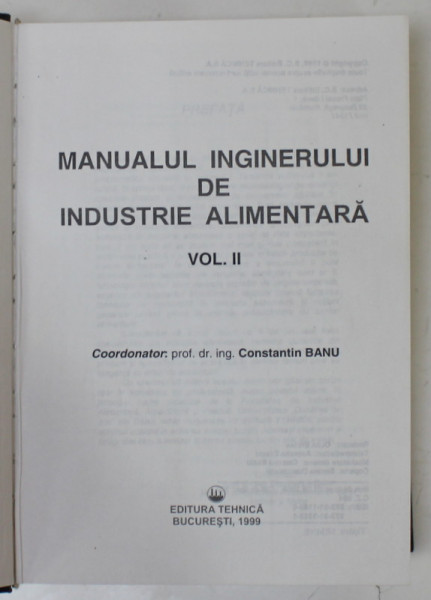 MANUALUL INGINERULUI
DE
INDUSTRIE ALIMENTARĂ
VOL. II
Coordonator: prof. dr. ing. Constantin BANU
EDITURA TEHNICĂ
BUCUREŞTI, 1999